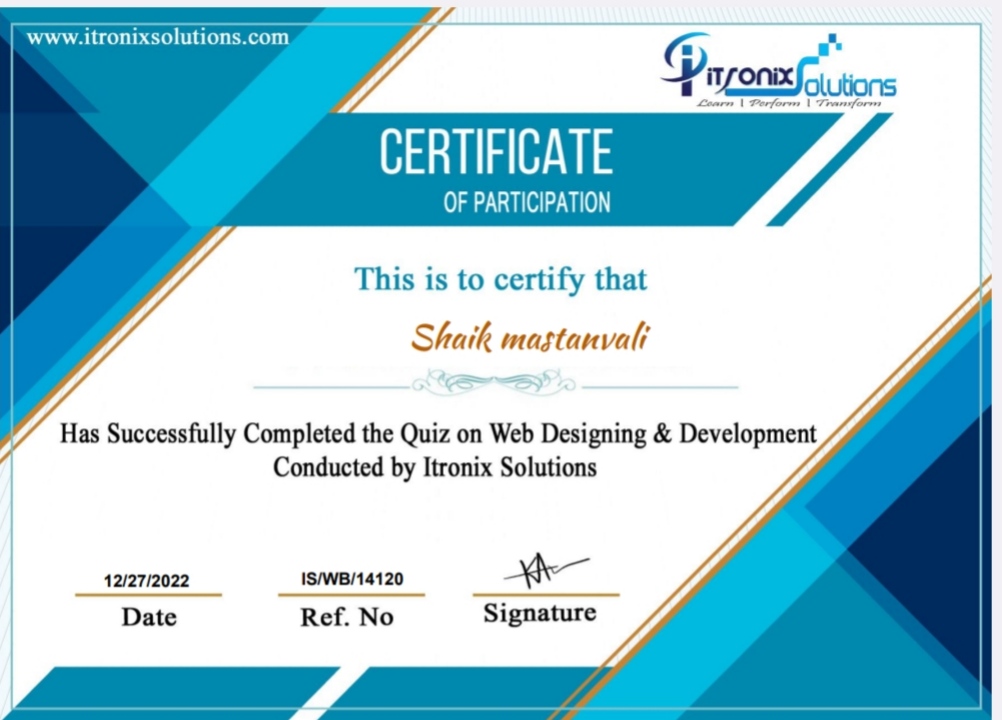 www.itronixsolutions.com
itronix Solutions
Learn | Perform | Transform
CERTIFICATE
OF PARTICIPATION
This is to certify that
Shaik mastanvali
Has Successfully Completed the Quiz on Web Designing & Development
Conducted by Itronix Solutions
12/27/2022 IS/WB/14120
Date Ref. No Signature